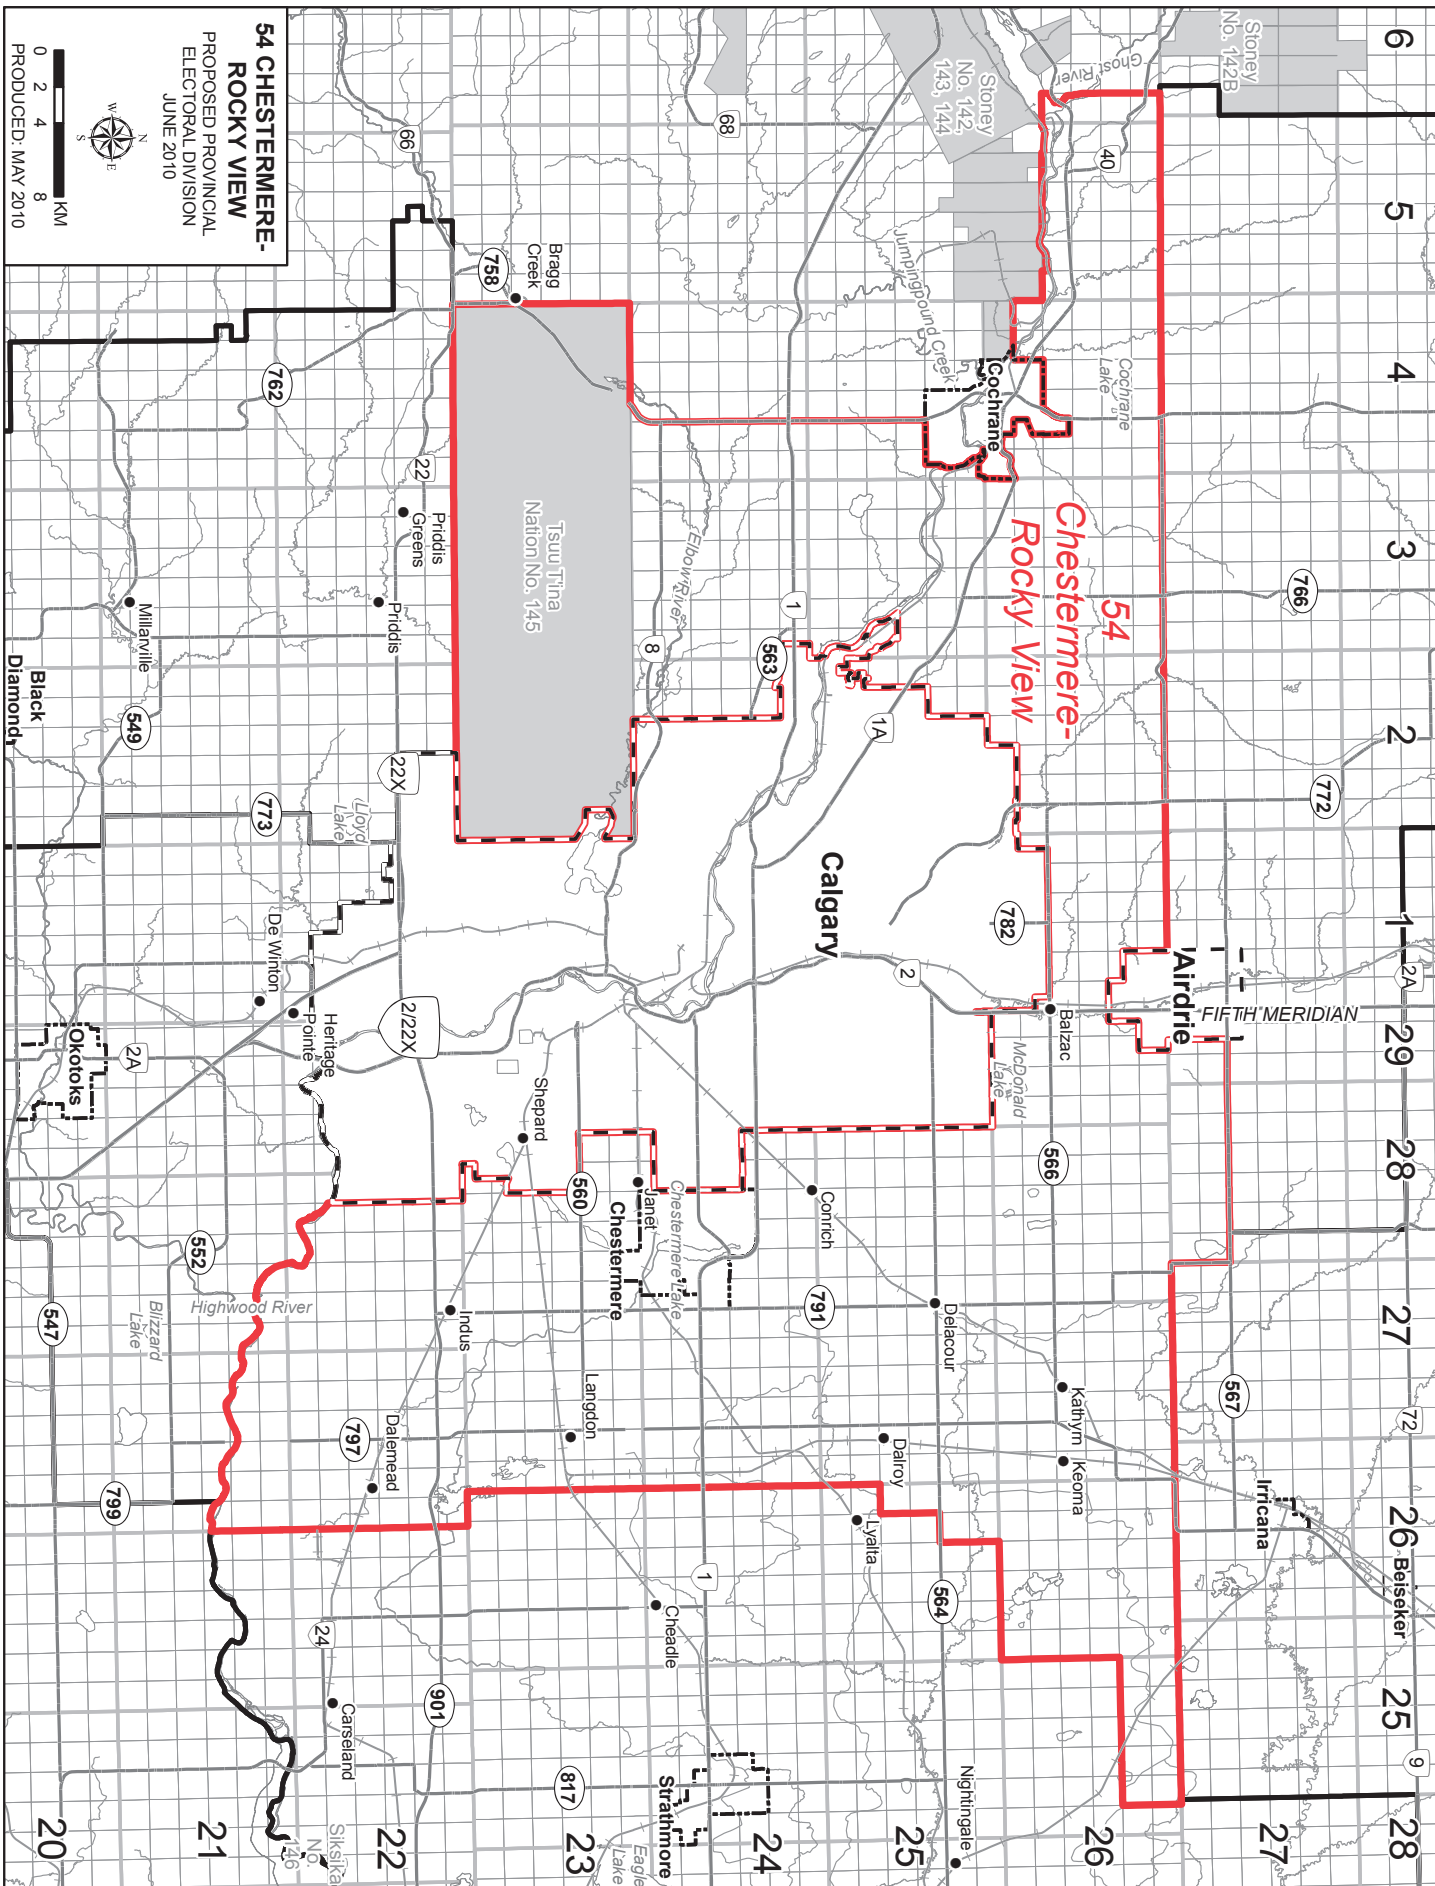 54 CHESTERMERE-
ROCKY VIEW
PROPOSED PROVINCIAL
ELECTORAL DIVISION
JUNE 2010
N
E
S
W
0 2 4 8 KM
PRODUCED: MAY 2010
6
5
4
3
2
1
29
28
27
26
25
28
27
26
25
24
23
22
21
20
Stoney
No. 142B
Stoney
No. 142,
143, 144
Ghost River
40
68
66
Jumpingpound Creek
Cochrane
Lake
Cochrane
Bragg
Creek
758
762
22
Priddis
Greens
Priddis
Millarville
Black
Diamond
549
Tsuu T'ina
Nation No. 145
Elbow River
8
1
563
1A
54
Chestermere-
Rocky View
766
772
782
2
Calgary
Airdrie
FIFTH MERIDIAN
2A
Balzac
McDonald
Lake
566
22X
773
Lloyd
Lake
De Winton
Heritage
Pointe
2/22X
Okotoks
2A
552
547
Highwood River
Blizzard
Lake
799
797
Shepard
560
Janet
Chestermere
Chestermere Lake
Conrich
791
Delacour
Indus
Langdon
Dalemead
Kathyrn
Keoma
Dalroy
Lyalta
567
72
Irricana
Beiseker
9
564
1
Cheadle
24
Carseland
901
817
Strathmore
Eagle
Lake
Nightingale
Siksika
No
146